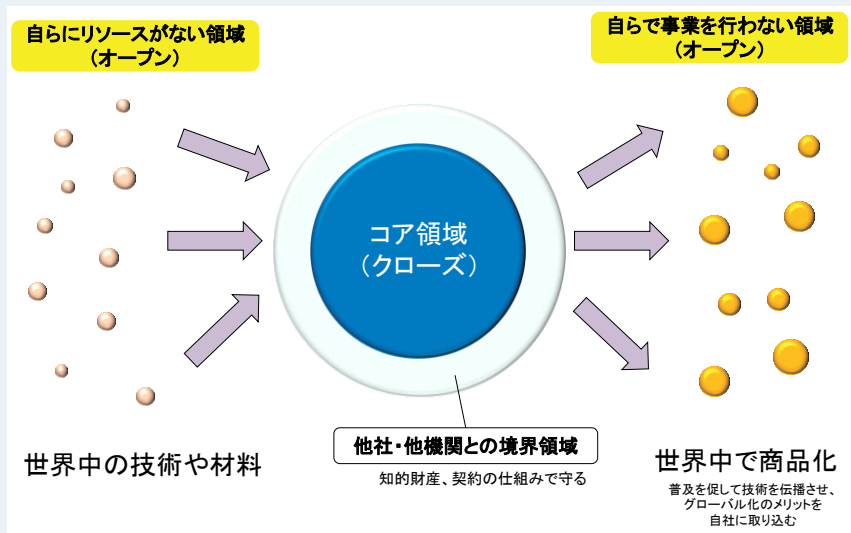 自らにリソースがない領域
(オープン)
自らで事業を行わない領域
(オープン)
コア領域
(クローズ)
他社・他機関との境界領域
知的財産、契約の仕組みで守る
世界中の技術や材料
世界中で商品化
普及を促して技術を伝播させ、
グローバル化のメリットを
自社に取り込む